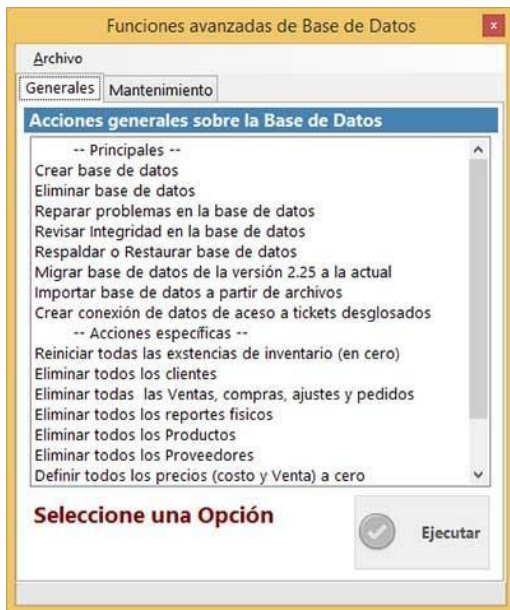 Funciones avanzadas de Base de Datos
x
Archivo
Generales Mantenimiento
Acciones generales sobre la Base de Datos
-- Principales --
Crear base de datos
Eliminar base de datos
Reparar problemas en la base de datos
Revisar Integridad en la base de datos
Respaldar o Restaurar base de datos
Migrar base de datos de la versión 2.25 a la actual
Importar base de datos a partir de archivos
Crear conexión de datos de aceso a tickets desglosados
-- Acciones específicas --
Reiniciar todas las exstencias de inventario (en cero)
Eliminar todos los clientes
Eliminar todas  las Ventas, compras, ajustes y pedidos
Eliminar todos los reportes fisicos
Eliminar todos los Productos
Eliminar todos los Proveedores
Definir todos los precios (costo y Venta) a cero
Seleccione una Opción
Ejecutar